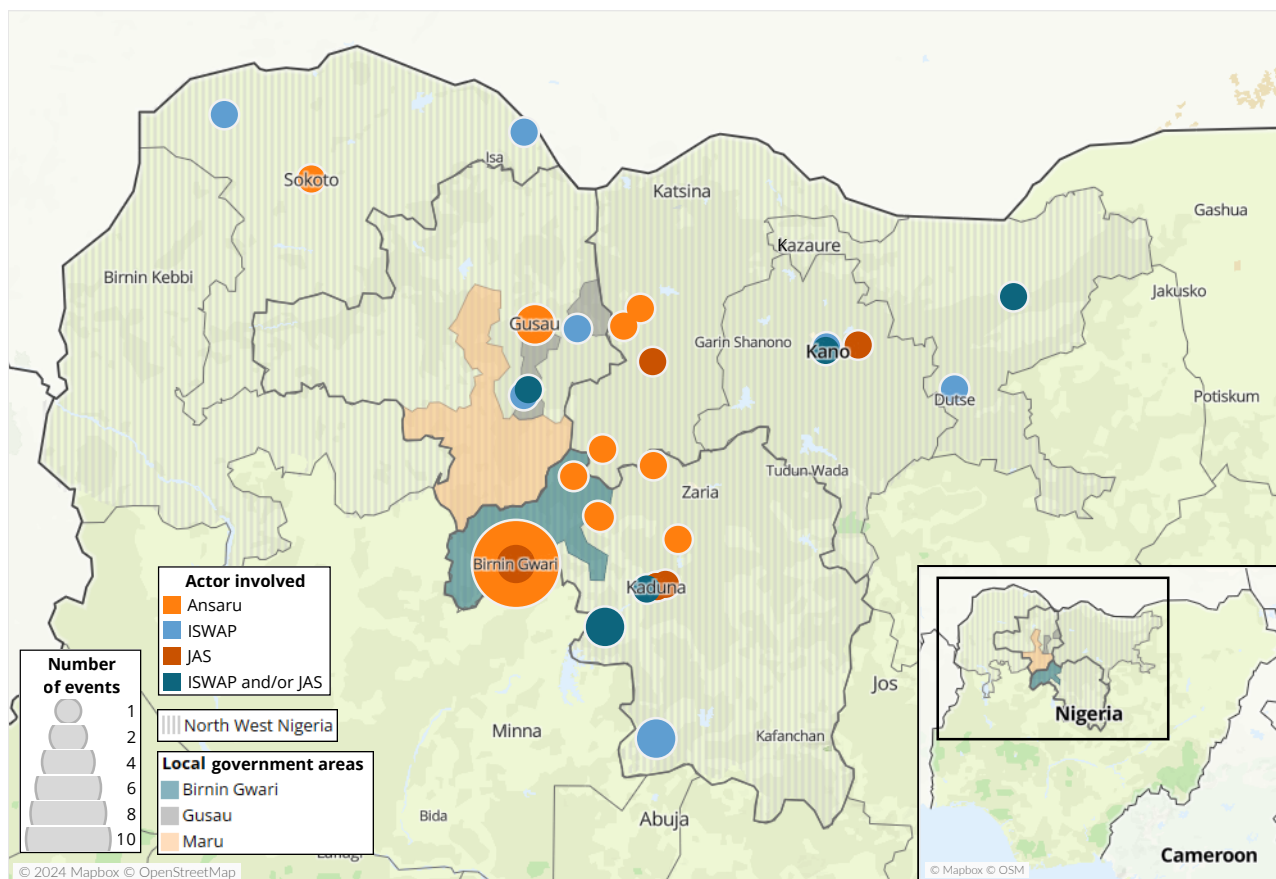 Isa
Sokoto
Katsina
Gashua
Kazaure
Birnin Kebbi
Jakusko
Gusau
Garin Shanono
Kano
Dutse
Potiskum
Tudun Wada
Zaria
Birnin Gwari
Kaduna
Jos
Minna
Kafanchan
Bida
Abuja
Actor involved
Ansaru
ISWAP
JAS
ISWAP and/or JAS
Number
of events
1
2
4
6
8
10
North West Nigeria
Local government areas
Birnin Gwari
Gusau
Maru
Nigeria
Cameroon
© 2024 Mapbox © OpenStreetMap
© Mapbox © OSM